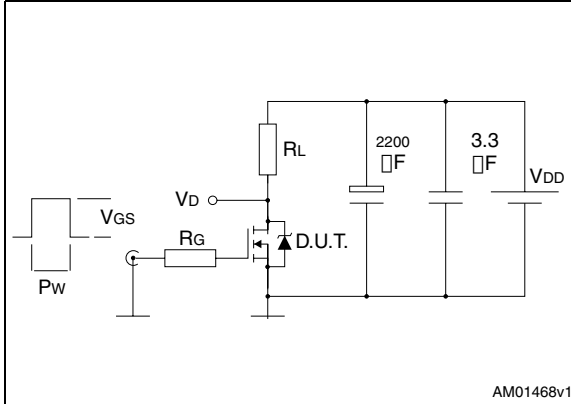 2200
□F
3.3
□F
RL
VDD
VD
VGS
RG
D.U.T.
PW
AM01468v1